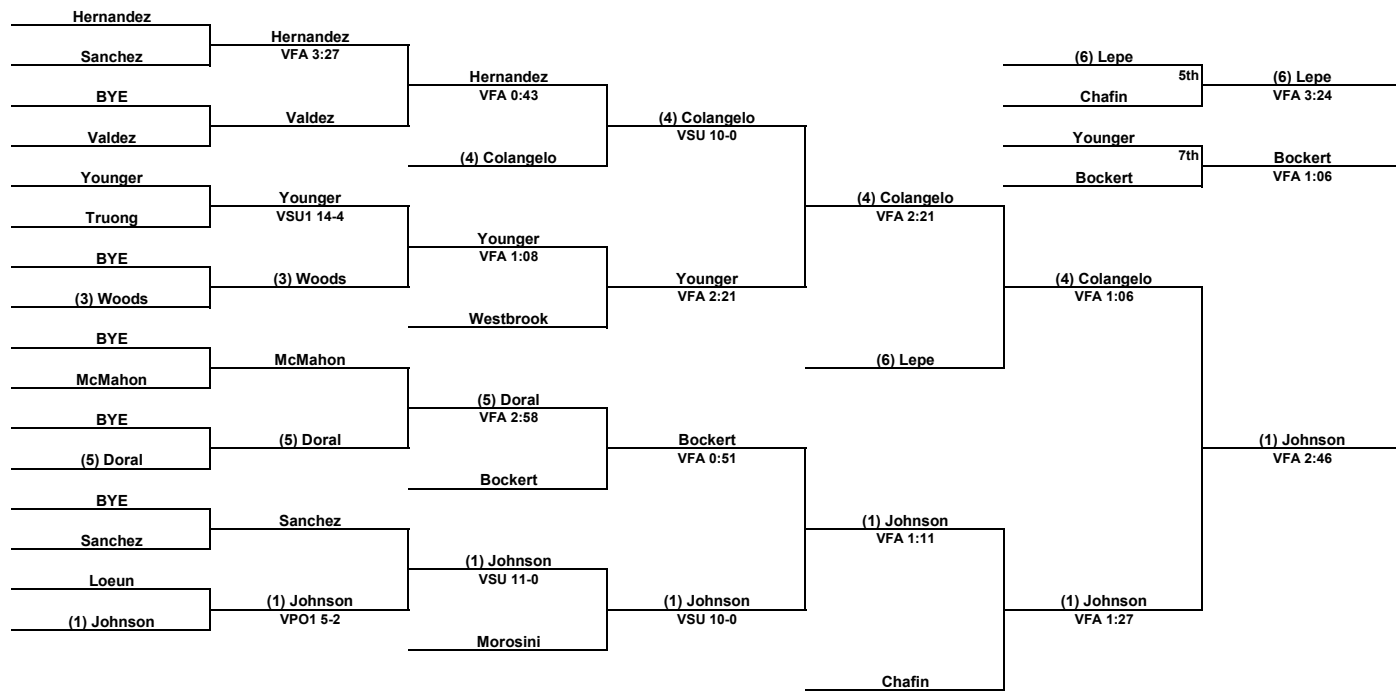 Hernandez
Sanchez
BYE
Valdez
Younger
Truong
BYE
(3) Woods
BYE
McMahon
BYE
(5) Doral
BYE
Sanchez
Loeun
(1) Johnson
Hernandez
VFA 3:27
Valdez
Younger
VSU1 14-4
(3) Woods
McMahon
(5) Doral
Sanchez
(1) Johnson
VPO1 5-2
Hernandez
VFA 0:43
(4) Colangelo
Younger
VFA 1:08
Westbrook
(5) Doral
VFA 2:58
Bockert
(1) Johnson
VSU 11-0
Morosini
(4) Colangelo
VSU 10-0
Younger
VFA 2:21
Bockert
VFA 0:51
(1) Johnson
VSU 10-0
(4) Colangelo
VFA 2:21
(6) Lepe
(1) Johnson
VFA 1:11
Chafin
(6) Lepe
5th
Chafin
Younger
7th
Bockert
(4) Colangelo
VFA 1:06
(1) Johnson
VFA 1:27
(6) Lepe
VFA 3:24
Bockert
VFA 1:06
(1) Johnson
VFA 2:46